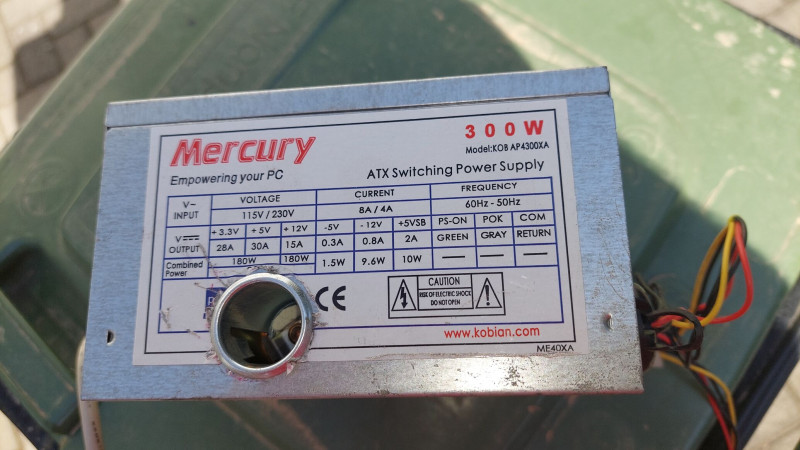 Mercury
Empowering your PC
300W
Model:KOB AP4300XA
ATX Switching Power Supply
V~ INPUT VOLTAGE CURRENT FREQUENCY
115V / 230V 8A / 4A 60Hz - 50Hz
V⎓ OUTPUT + 3.3V + 5V + 12V -5V - 12V +5VSB PS-ON POK COM
28A 30A 15A 0.3A 0.8A 2A GREEN GRAY RETURN
Combined Power 180W 180W 1.5W 9.6W 10W — — —
CE
CAUTION
RISK OF ELECTRIC SHOCK
DO NOT OPEN
www.kobian.com
ME40XA